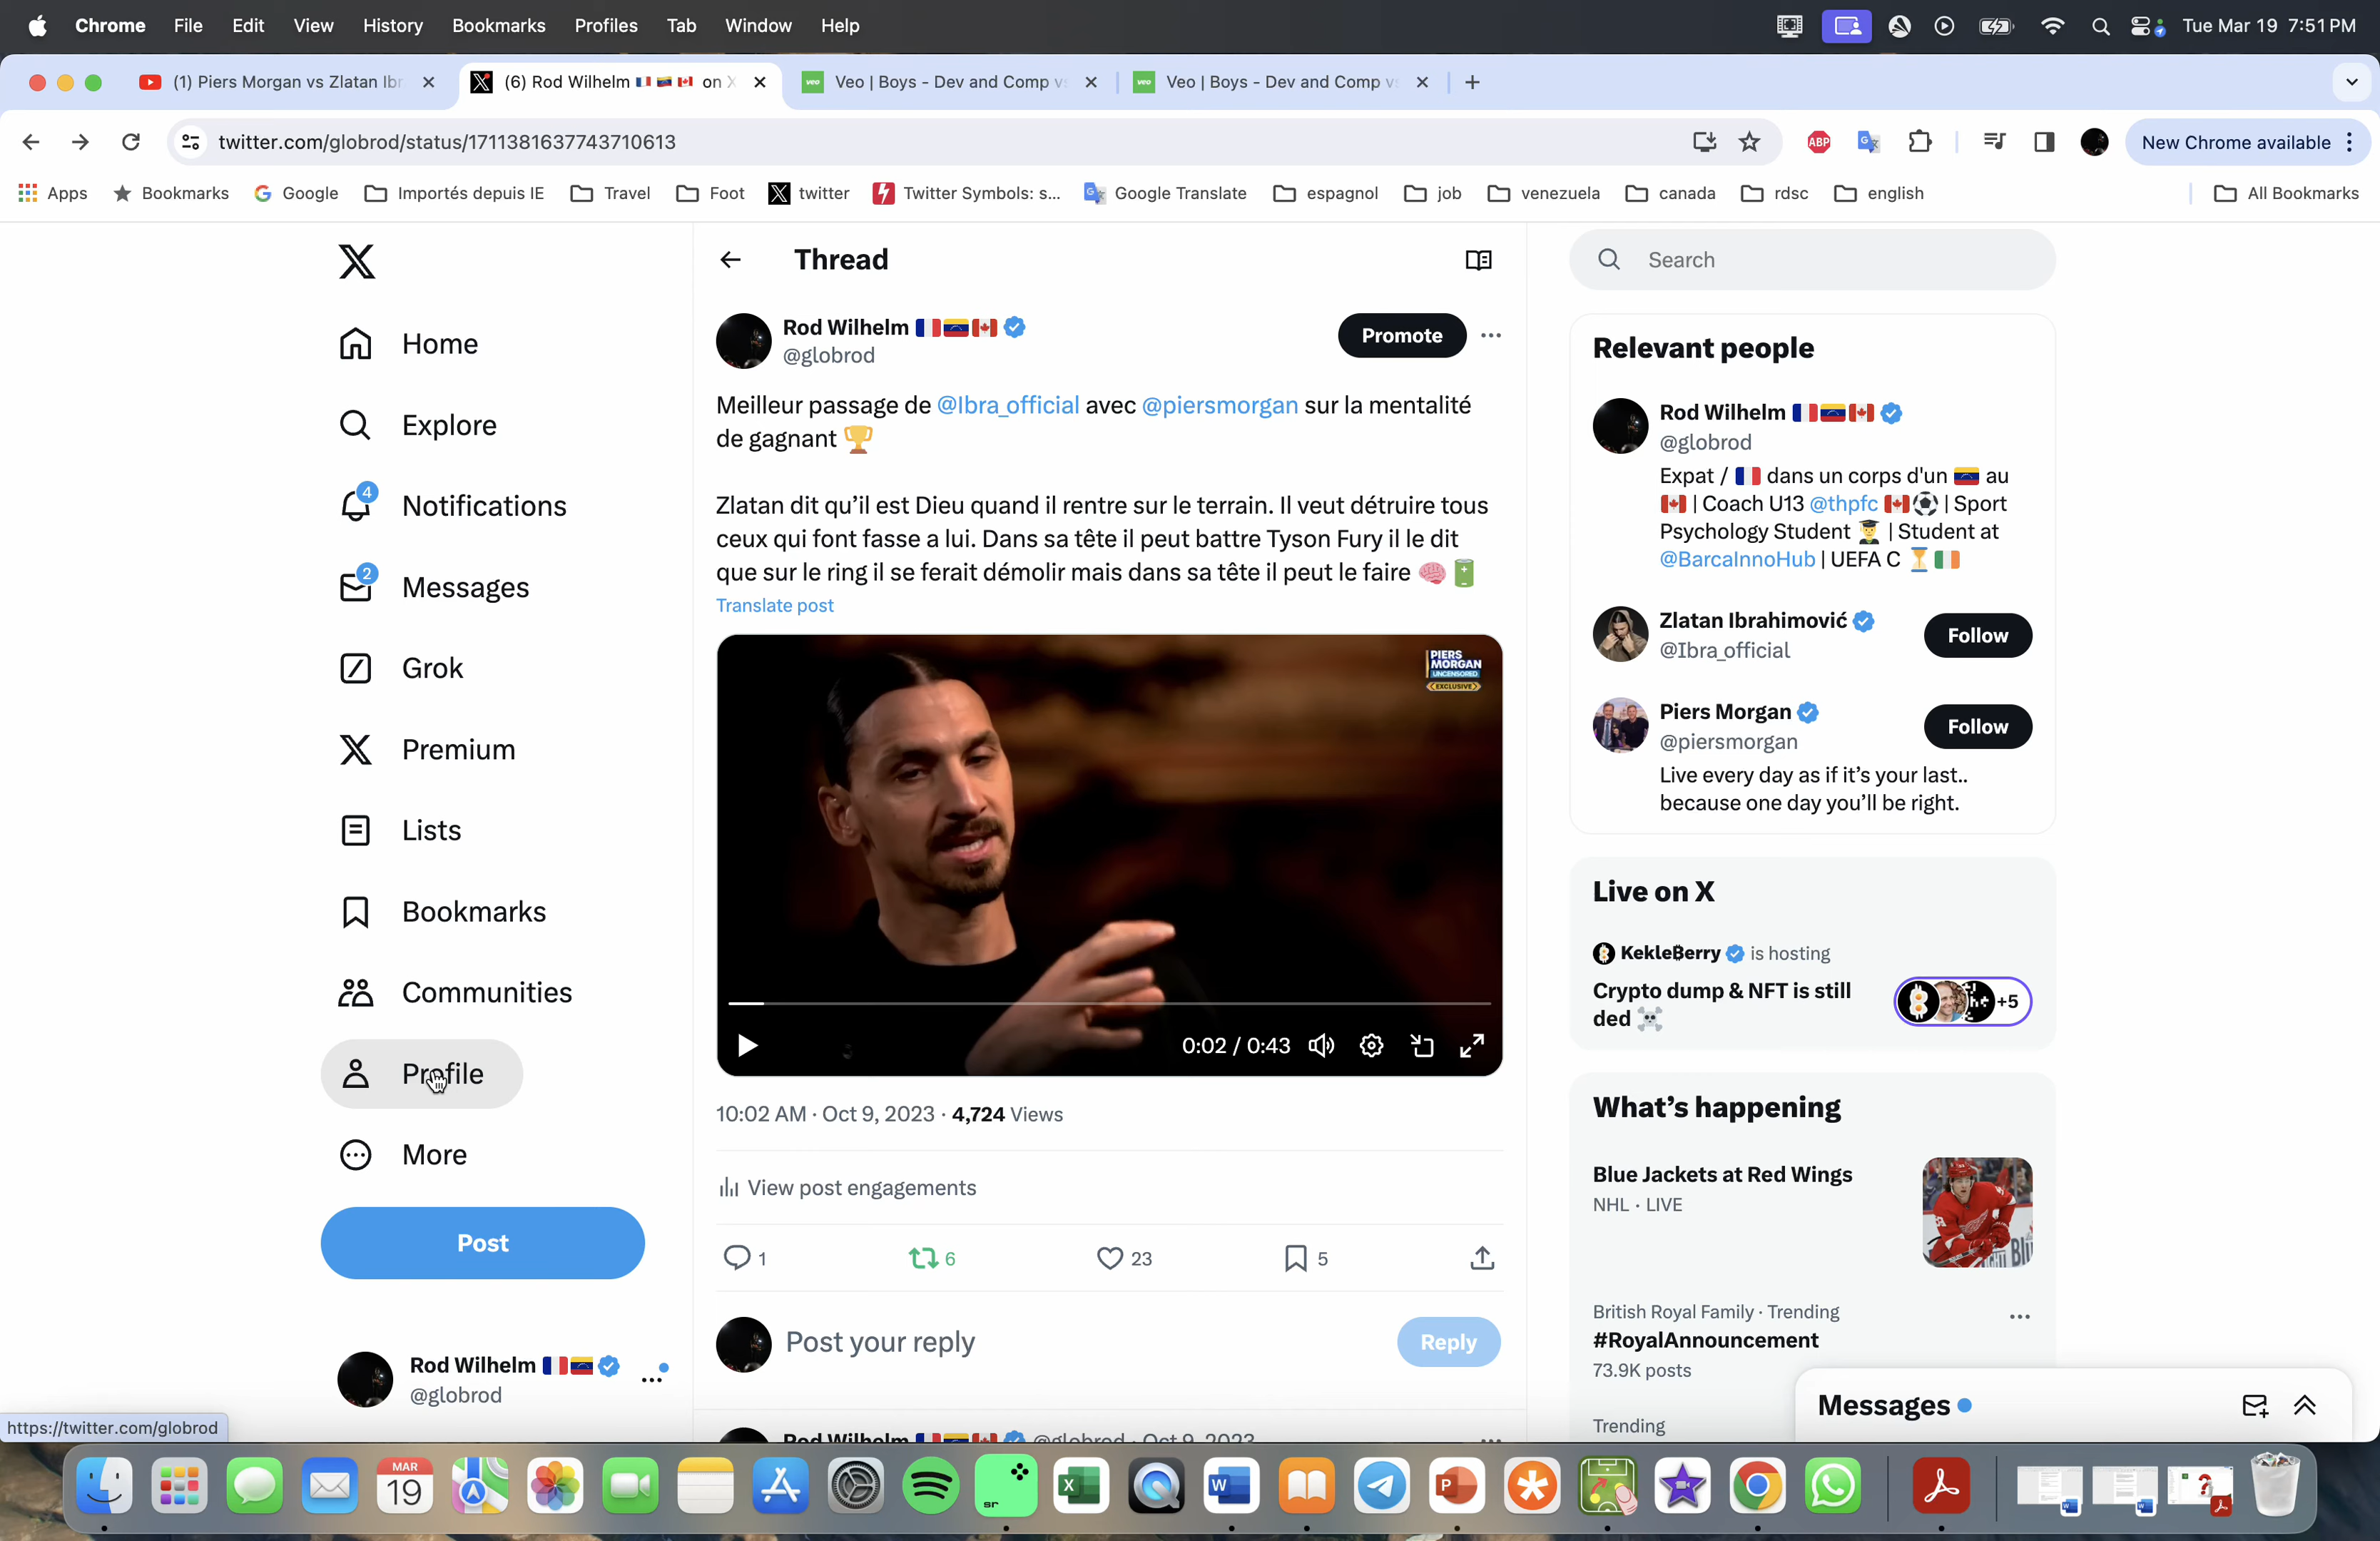 Chrome File Edit View History Bookmarks Profiles Tab Window Help Tue Mar 19 7:51 PM
(1) Piers Morgan vs Zlatan Ibr
(6) Rod Wilhelm 🇫🇷🇻🇪🇨🇦 on X
Veo | Boys - Dev and Comp vs
Veo | Boys - Dev and Comp vs
twitter.com/globrod/status/1711381637743710613
ABP
New Chrome available
Apps Bookmarks Google Importés depuis IE Travel Foot twitter Twitter Symbols: s... Google Translate espagnol job venezuela canada rdsc english All Bookmarks
Home
Explore
4
Notifications
2
Messages
Grok
Premium
Lists
Bookmarks
Communities
Profile
More
Post
Rod Wilhelm 🇫🇷🇻🇪
@globrod
https://twitter.com/globrod
Thread
Rod Wilhelm 🇫🇷🇻🇪🇨🇦
@globrod
Promote
Meilleur passage de @Ibra_official avec @piersmorgan sur la mentalité
de gagnant 🏆
Zlatan dit qu’il est Dieu quand il rentre sur le terrain. Il veut détruire tous
ceux qui font fasse a lui. Dans sa tête il peut battre Tyson Fury il le dit
que sur le ring il se ferait démolir mais dans sa tête il peut le faire 🧠🔋
Translate post
PIERS
MORGAN
UNCENSORED
EXCLUSIVE
0:02 / 0:43
10:02 AM · Oct 9, 2023 · 4,724 Views
View post engagements
1 6 23 5
Post your reply
Reply
Rod Wilhelm 🇫🇷🇻🇪🇨🇦 @globrod · Oct 9, 2023
Search
Relevant people
Rod Wilhelm 🇫🇷🇻🇪🇨🇦
@globrod
Expat / 🇫🇷 dans un corps d'un 🇻🇪 au
🇨🇦 | Coach U13 @thpfc 🇨🇦⚽ | Sport
Psychology Student 👨‍🎓 | Student at
@BarcaInnoHub | UEFA C ⏳🇮🇪
Zlatan Ibrahimović
@Ibra_official
Follow
Piers Morgan
@piersmorgan
Follow
Live every day as if it’s your last..
because one day you’ll be right.
Live on X
Kekle₿erry is hosting
Crypto dump & NFT is still
ded ☠️
+5
What’s happening
Blue Jackets at Red Wings
NHL · LIVE
British Royal Family · Trending
#RoyalAnnouncement
73.9K posts
Trending
Messages
MAR
19
sr